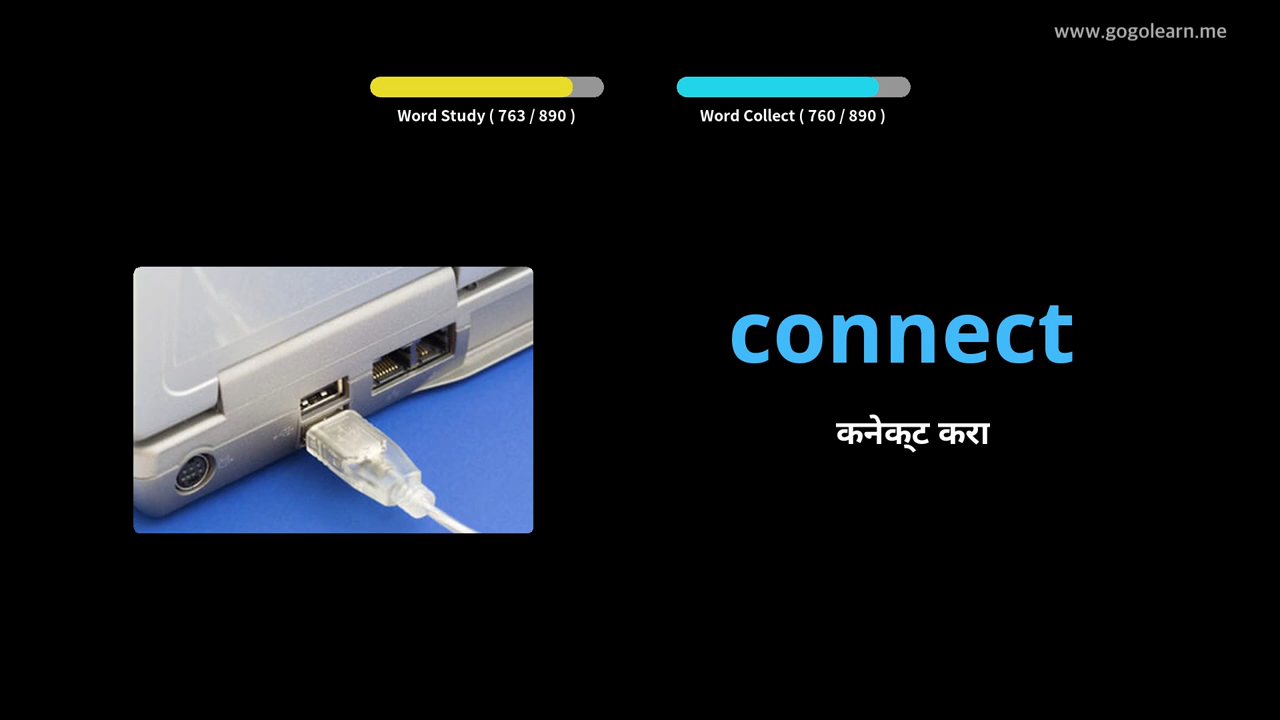 www.gogolearn.me
Word Study ( 763 / 890 )
Word Collect ( 760 / 890 )
connect
कनेक्ट करा